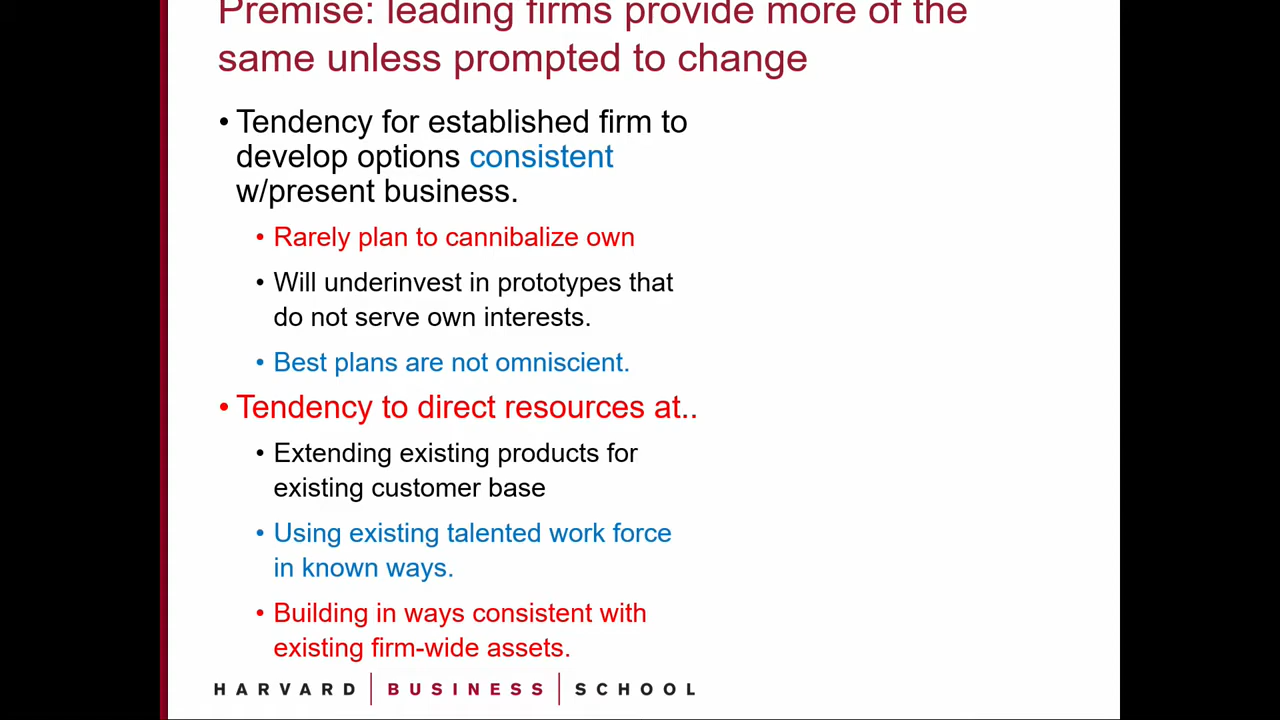 Premise: leading firms provide more of the
same unless prompted to change
• Tendency for established firm to
develop options consistent
w/present business.
• Rarely plan to cannibalize own
• Will underinvest in prototypes that
do not serve own interests.
• Best plans are not omniscient.
• Tendency to direct resources at..
• Extending existing products for
existing customer base
• Using existing talented work force
in known ways.
• Building in ways consistent with
existing firm-wide assets.
HARVARD | BUSINESS | SCHOOL